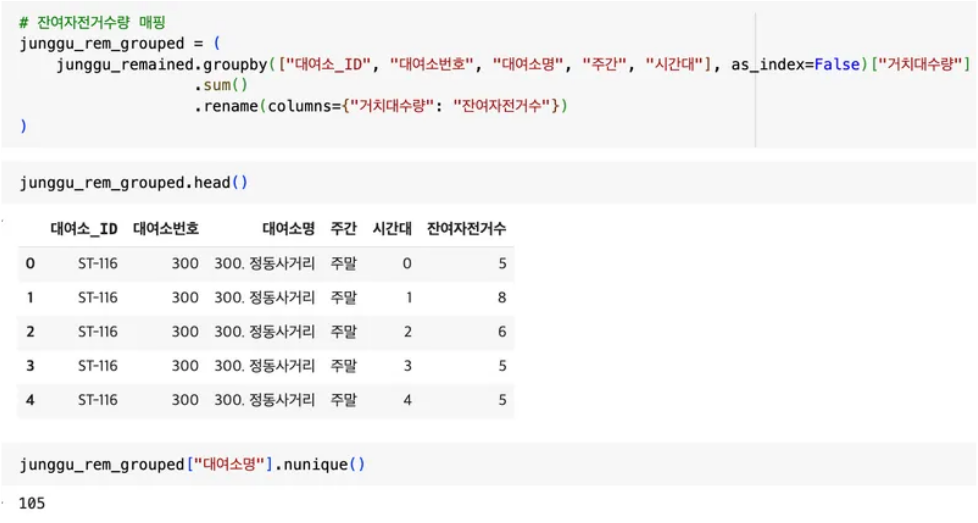 # 잔여자전거수량 매핑
junggu_rem_grouped = (
    junggu_remained.groupby(["대여소_ID", "대여소번호", "대여소명", "주간", "시간대"], as_index=False)["거치대수량"]
                   .sum()
                   .rename(columns={"거치대수량": "잔여자전거수"})
)
junggu_rem_grouped.head()
대여소_ID 대여소번호 대여소명 주간 시간대 잔여자전거수
0 ST-116 300 300. 정동사거리 주말 0 5
1 ST-116 300 300. 정동사거리 주말 1 8
2 ST-116 300 300. 정동사거리 주말 2 6
3 ST-116 300 300. 정동사거리 주말 3 5
4 ST-116 300 300. 정동사거리 주말 4 5
junggu_rem_grouped["대여소명"].nunique()
105